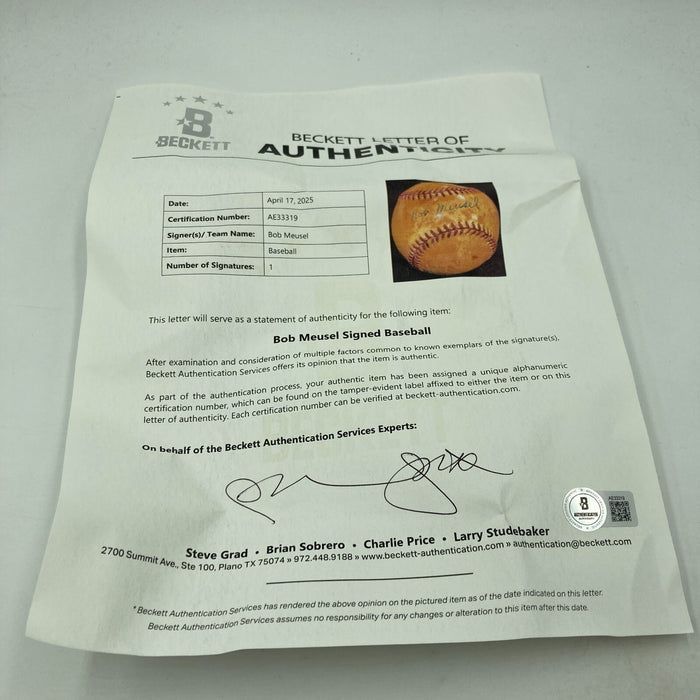 BECKETT
BECKETT LETTER OF
AUTHENTICITY
Date: April 17, 2025
Certification Number: AE33319
Signer(s)/ Team Name: Bob Meusel
Item: Baseball
Number of Signatures: 1
Bob Meusel
This letter will serve as a statement of authenticity for the following item:
Bob Meusel Signed Baseball
After examination and consideration of multiple factors common to known exemplars of the signature(s),
Beckett Authentication Services offers its opinion that the item is authentic.
As part of the authentication process, your authentic item has been assigned a unique alphanumeric
certification number, which can be found on the tamper-evident label affixed to either the item or on this
letter of authenticity. Each certification number can be verified at beckett-authentication.com.
On behalf of the Beckett Authentication Services Experts:
B
BECKETT
AUTHENTICATED
AE33319
Steve Grad • Brian Sobrero • Charlie Price • Larry Studebaker
2700 Summit Ave., Ste 100, Plano TX 75074 » 972.448.9188 » www.beckett-authentication.com » authentication@beckett.com
*Beckett Authentication Services has rendered the above opinion on the pictured item as of the date indicated on this letter.
Beckett Authentication Services assumes no responsibility for any changes or alteration to this item after this date.